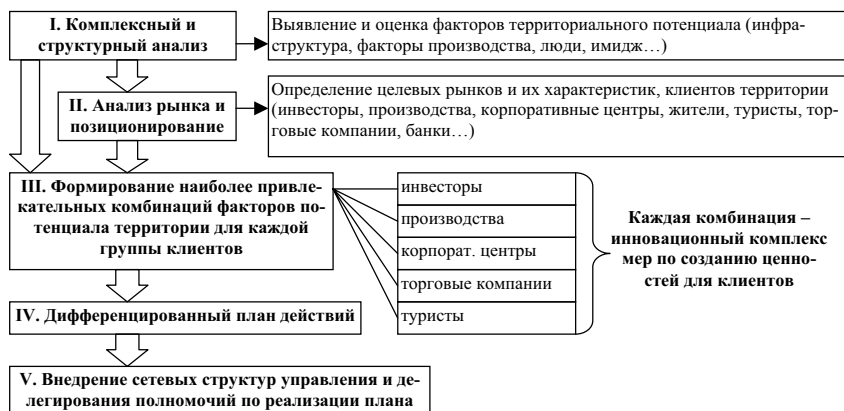 I. Комплексный и
структурный анализ
Выявление и оценка факторов территориального потенциала (инфра-
структура, факторы производства, люди, имидж…)
II. Анализ рынка и
позиционирование
Определение целевых рынков и их характеристик, клиентов территории
(инвесторы, производства, корпоративные центры, жители, туристы, тор-
говые компании, банки…)
III. Формирование наиболее привле-
кательных комбинаций факторов по-
тенциала территории для каждой
группы клиентов
инвесторы
производства
корпорат. центры
торговые компании
туристы
Каждая комбинация –
инновационный комплекс
мер по созданию ценно-
стей для клиентов
IV. Дифференцированный план действий
V. Внедрение сетевых структур управления и де-
легирования полномочий по реализации плана